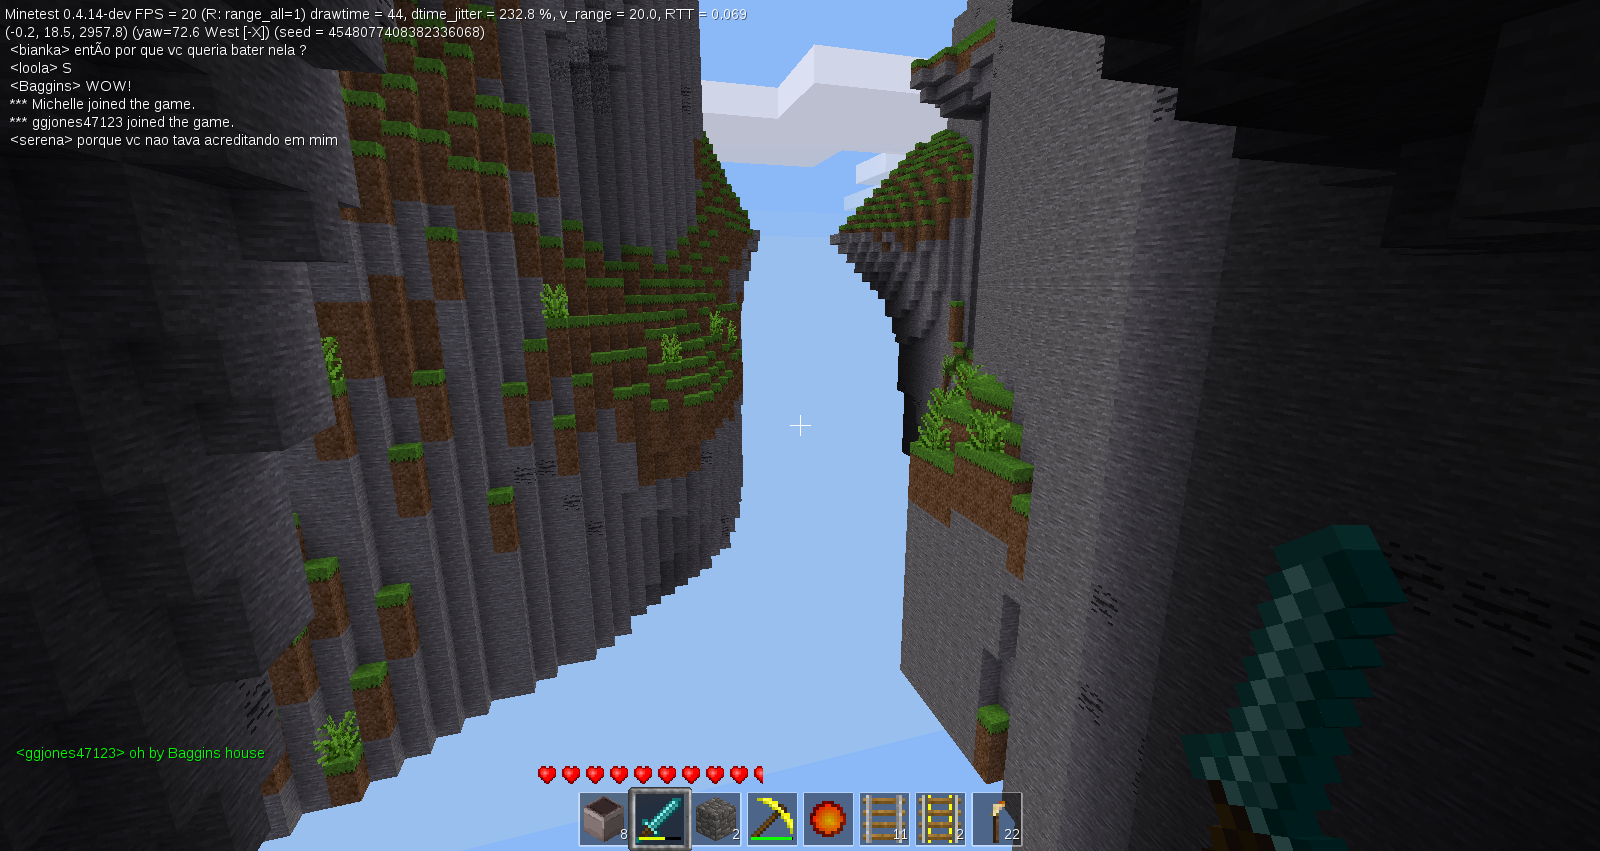 Minetest 0.4.14-dev FPS = 20 (R: range_all=1) drawtime = 44, dtime_jitter = 232.8 %, v_range = 20.0, RTT = 0.069
(-0.2, 18.5, 2957.8) (yaw=72.6 West [-X]) (seed = 4548077408382336068)
<bianka> entÃo por que vc queria bater nela ?
<loola> S
<Baggins> WOW!
*** Michelle joined the game.
*** ggjones47123 joined the game.
<serena> porque vc nao tava acreditando em mim
<ggjones47123> oh by Baggins house
8 2 11 2 22